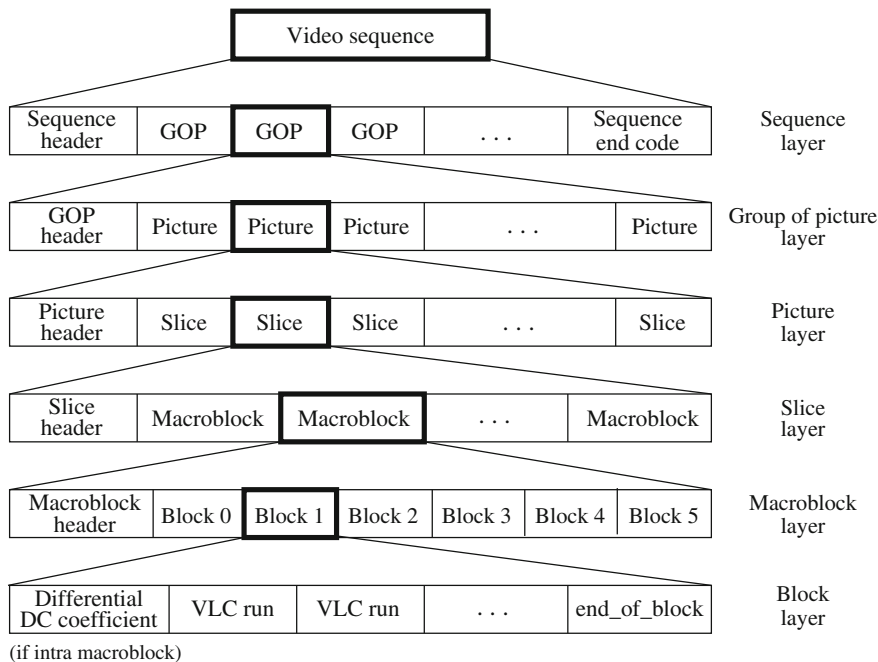 Video sequence
Sequence header GOP GOP GOP . . . Sequence end code Sequence layer
GOP header Picture Picture Picture . . . Picture Group of picture layer
Picture header Slice Slice Slice . . . Slice Picture layer
Slice header Macroblock Macroblock . . . Macroblock Slice layer
Macroblock header Block 0 Block 1 Block 2 Block 3 Block 4 Block 5 Macroblock layer
Differential DC coefficient VLC run VLC run . . . end_of_block Block layer
(if intra macroblock)